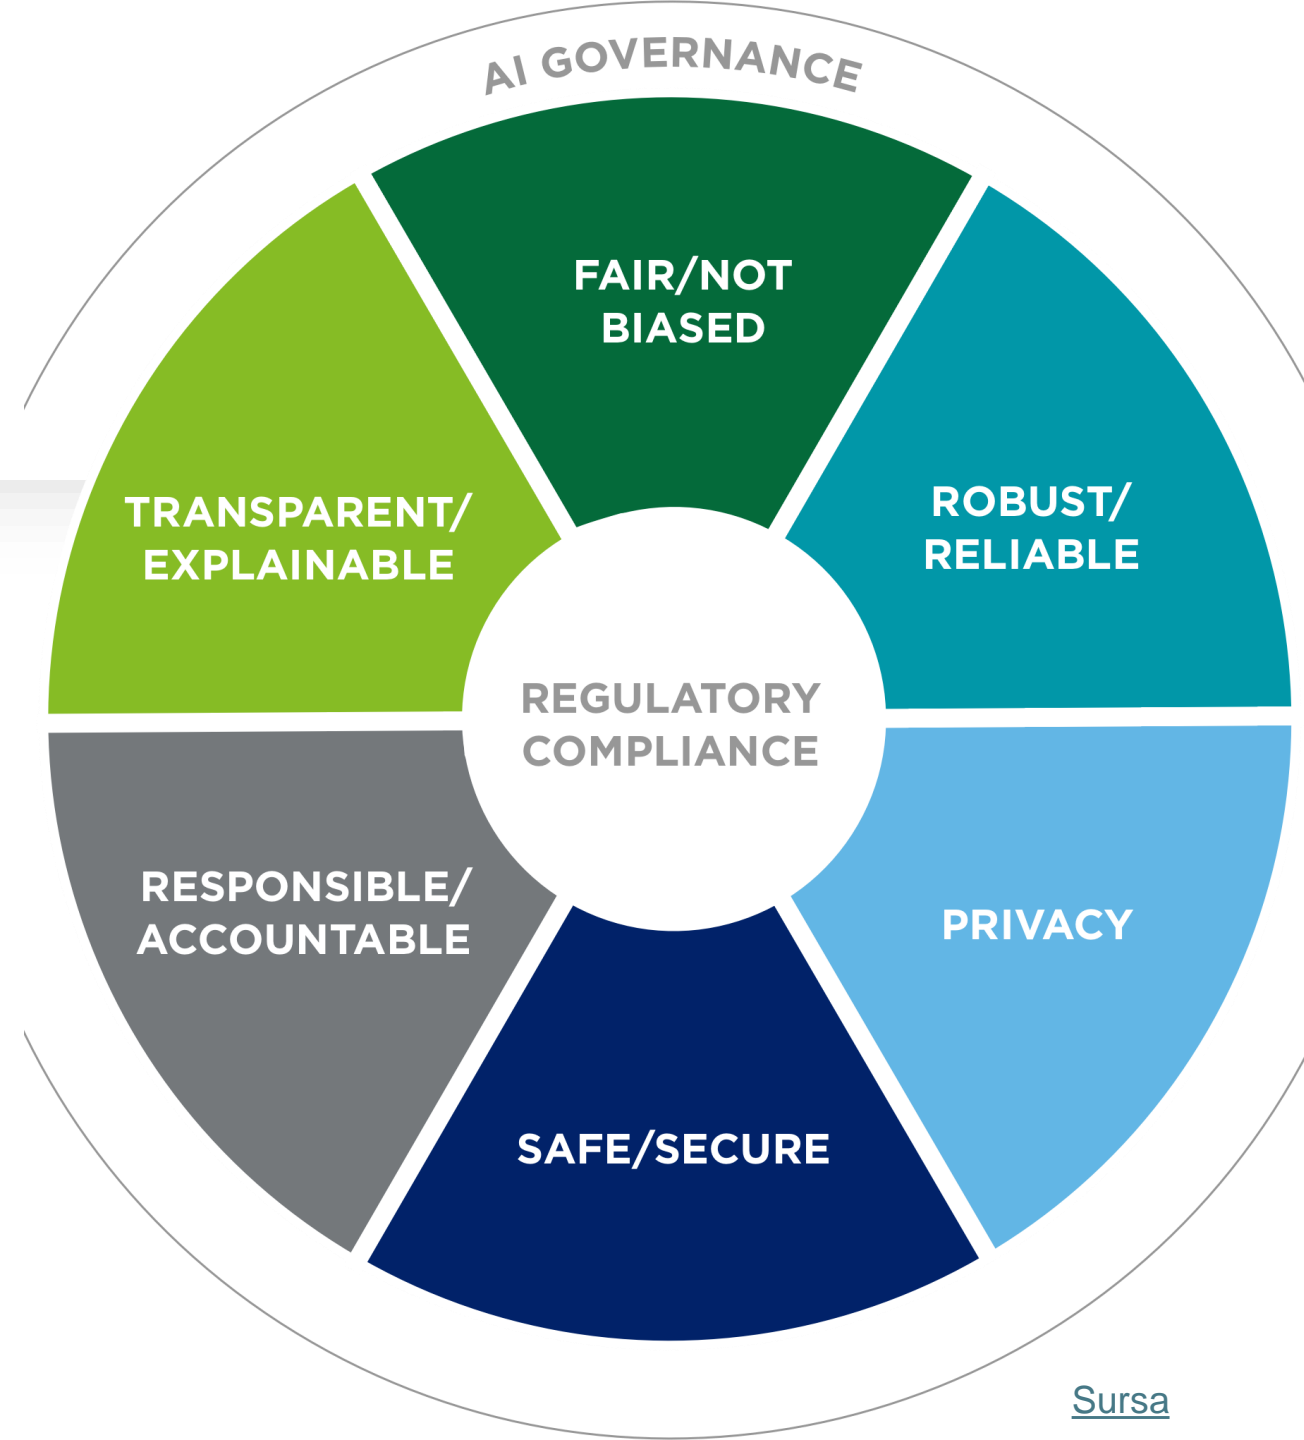 AI GOVERNANCE
FAIR/NOT
BIASED
TRANSPARENT/
EXPLAINABLE
ROBUST/
RELIABLE
REGULATORY
COMPLIANCE
RESPONSIBLE/
ACCOUNTABLE
PRIVACY
SAFE/SECURE
Sursa